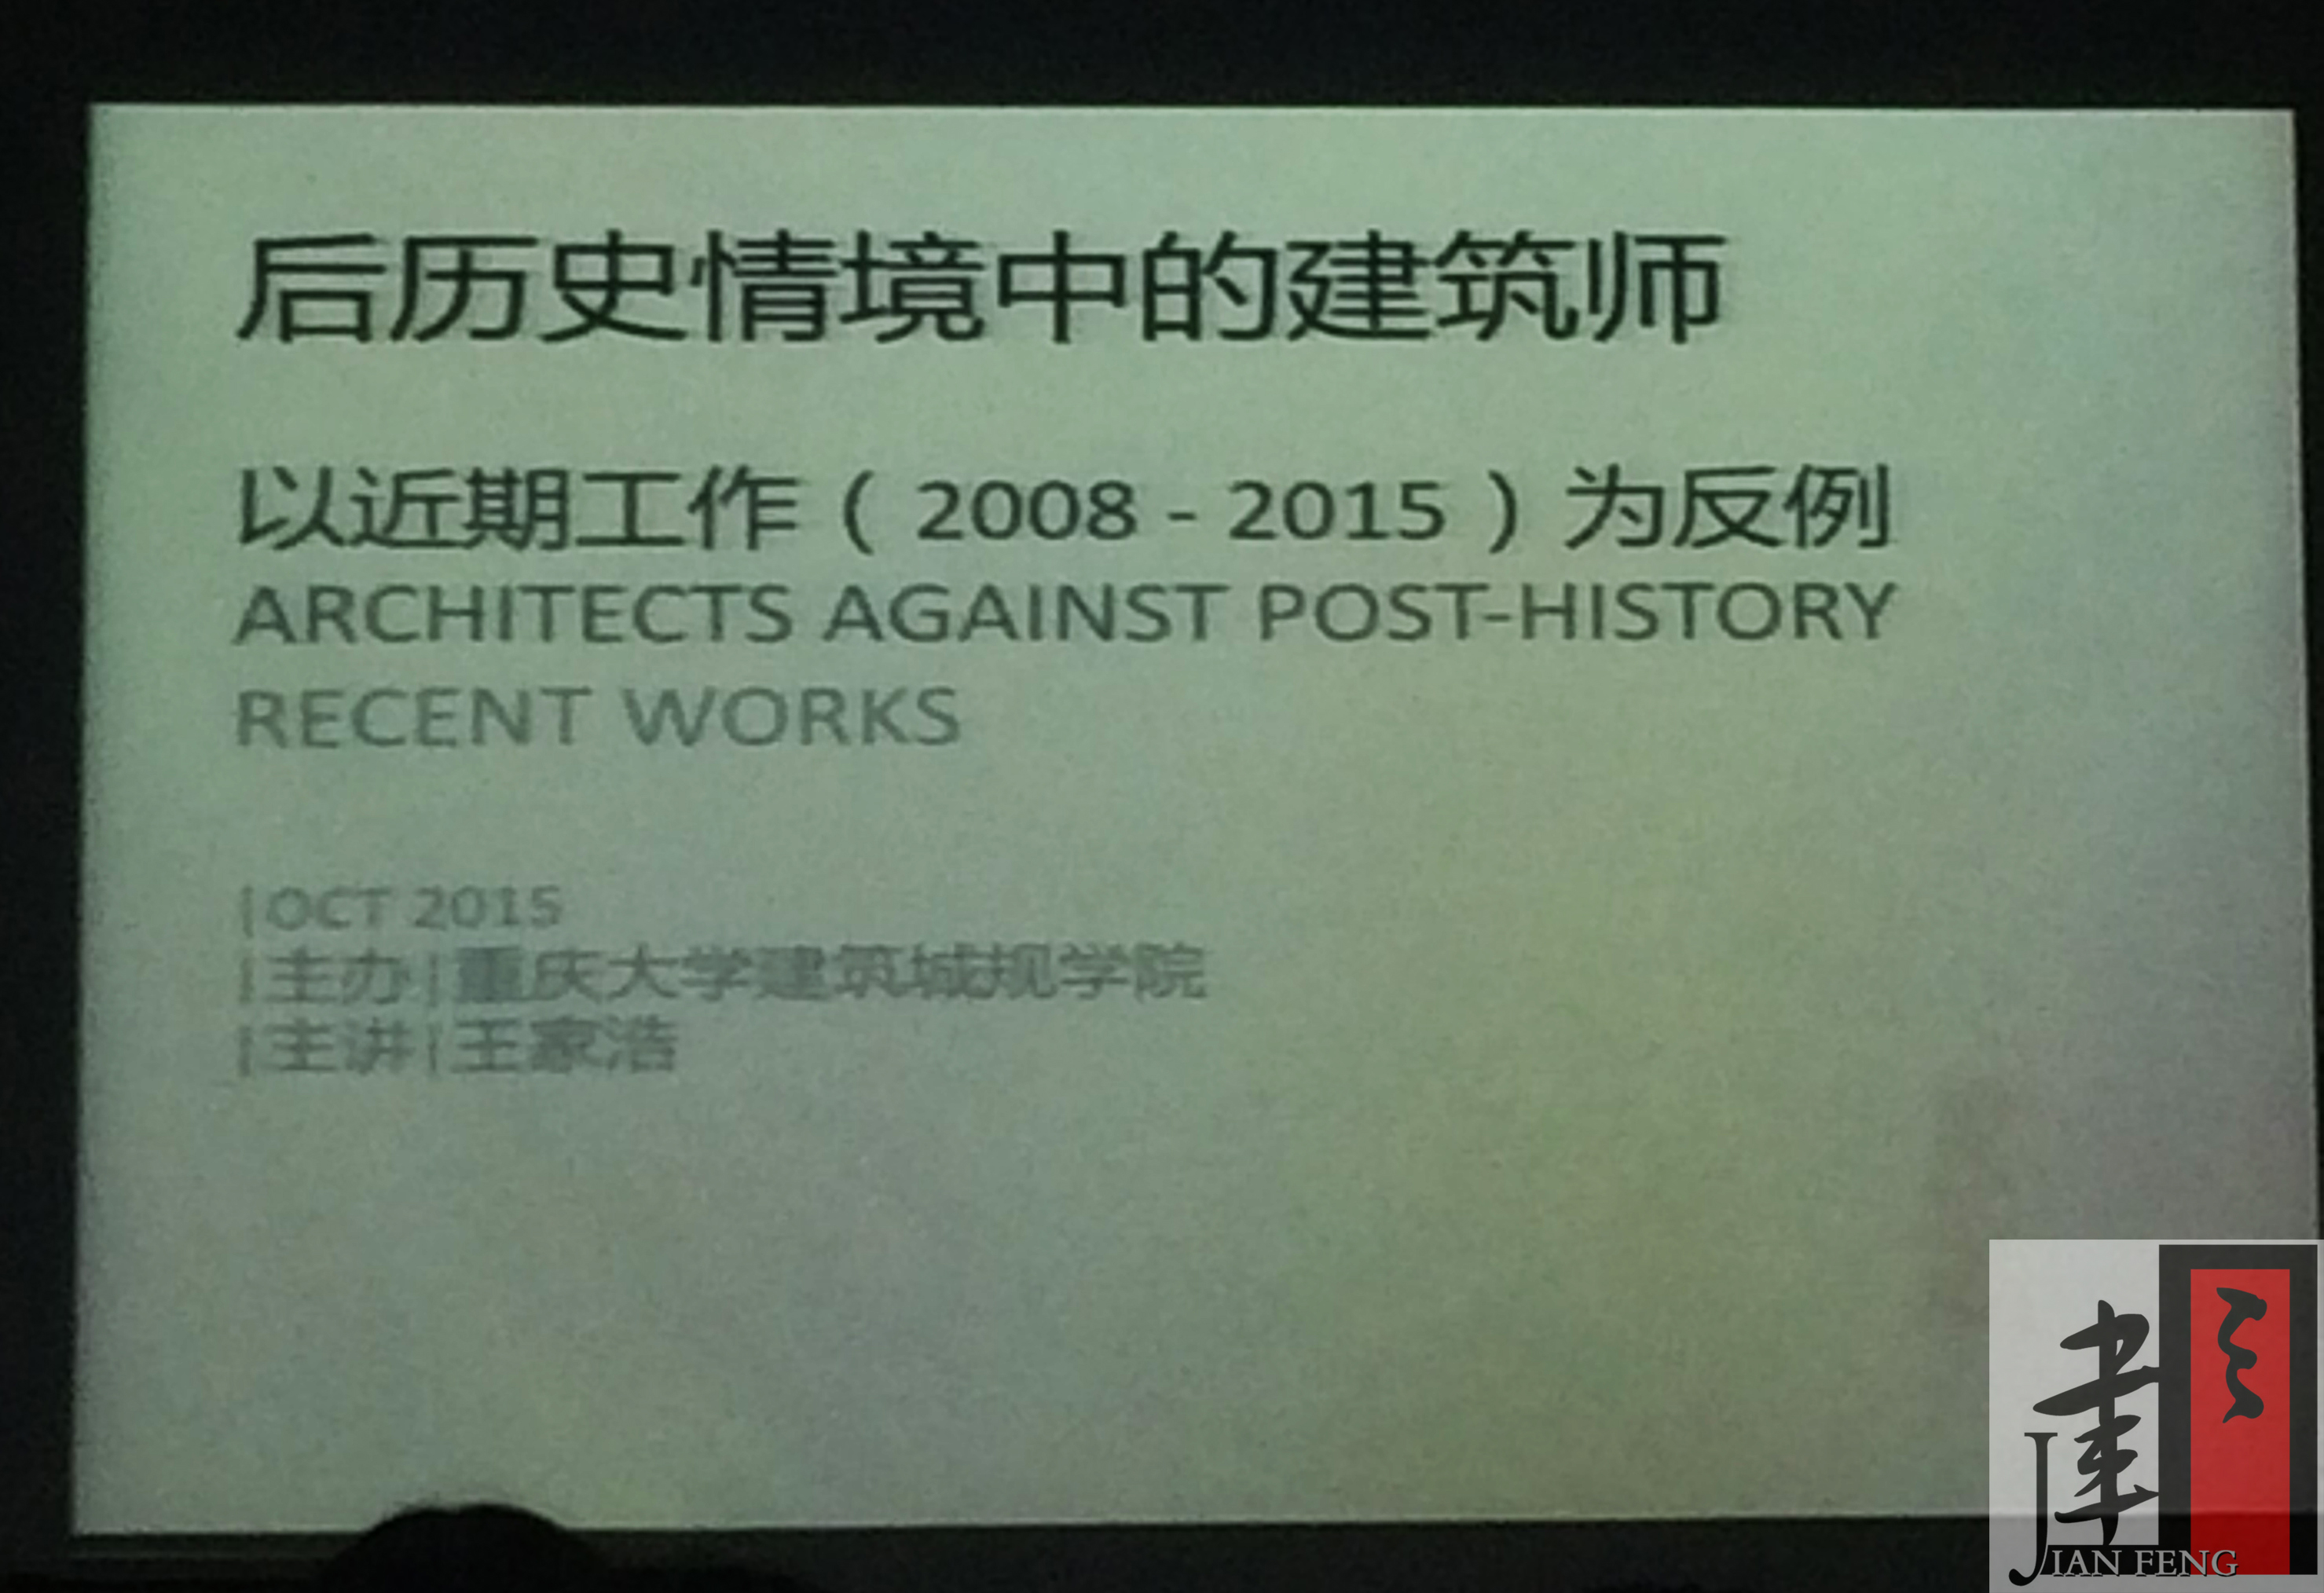 后历史情境中的建筑师
以近期工作（2008 - 2015）为反例
ARCHITECTS AGAINST POST-HISTORY
RECENT WORKS
|OCT 2015
|主办|重庆大学建筑城规学院
|主讲|王家浩
JIAN FENG